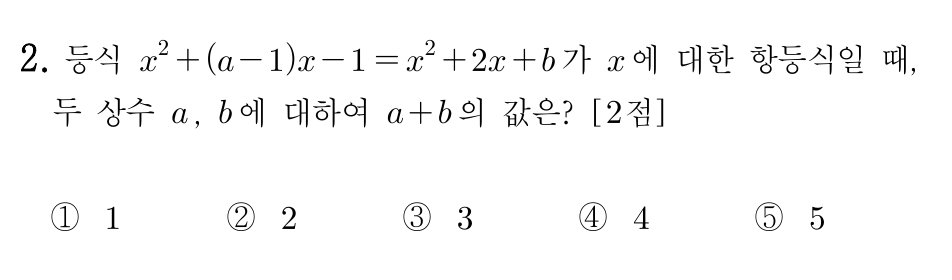 2. 등식 x²+(a-1)x-1=x²+2x+b가 x에 대한 항등식일 때,
두 상수 a, b에 대하여 a+b의 값은? [2점]
① 1 ② 2 ③ 3 ④ 4 ⑤ 5